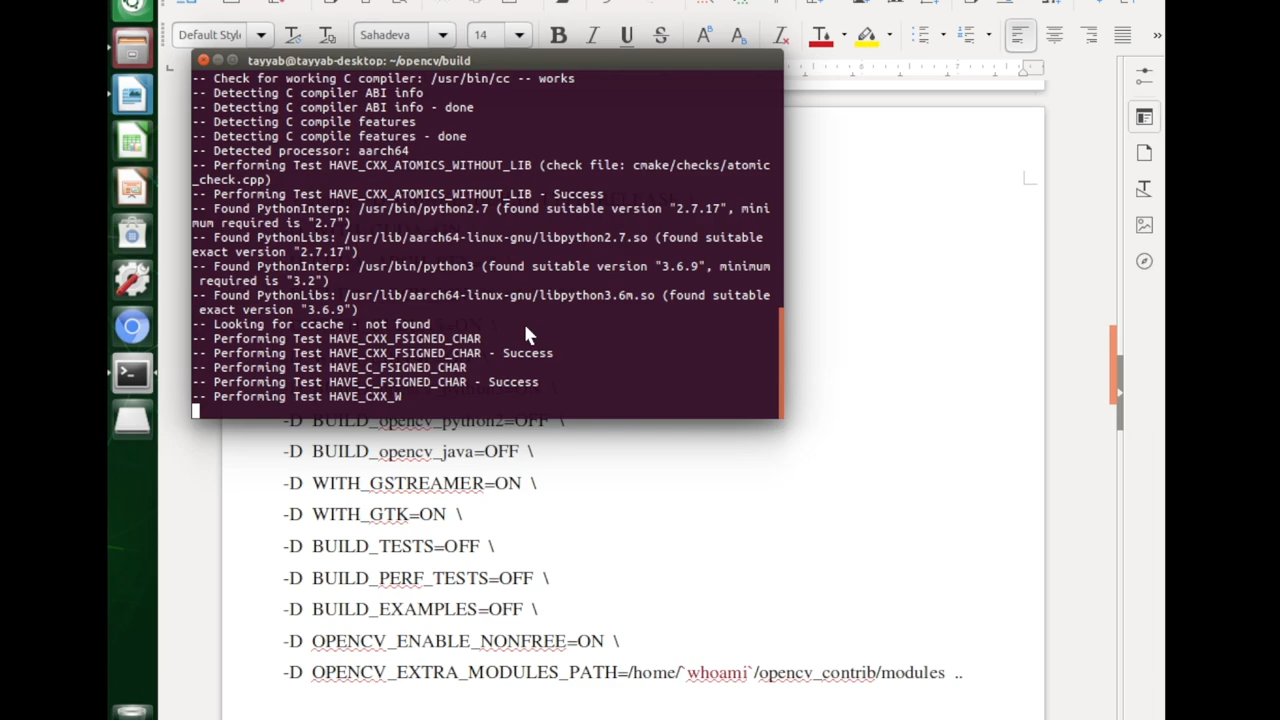 Default Styl
Sahadeva
14
tayyab@tayyab-desktop: ~/opencv/build
-- Check for working C compiler: /usr/bin/cc -- works
-- Detecting C compiler ABI info
-- Detecting C compiler ABI info - done
-- Detecting C compile features
-- Detecting C compile features - done
-- Detected processor: aarch64
-- Performing Test HAVE_CXX_ATOMICS_WITHOUT_LIB (check file: cmake/checks/atomic
_check.cpp)
-- Performing Test HAVE_CXX_ATOMICS_WITHOUT_LIB - Success
-- Found PythonInterp: /usr/bin/python2.7 (found suitable version "2.7.17", mini
mum required is "2.7")
-- Found PythonLibs: /usr/lib/aarch64-linux-gnu/libpython2.7.so (found suitable
exact version "2.7.17")
-- Found PythonInterp: /usr/bin/python3 (found suitable version "3.6.9", minimum
required is "3.2")
-- Found PythonLibs: /usr/lib/aarch64-linux-gnu/libpython3.6m.so (found suitable
exact version "3.6.9")
-- Looking for ccache - not found
-- Performing Test HAVE_CXX_FSIGNED_CHAR
-- Performing Test HAVE_CXX_FSIGNED_CHAR - Success
-- Performing Test HAVE_C_FSIGNED_CHAR
-- Performing Test HAVE_C_FSIGNED_CHAR - Success
-- Performing Test HAVE_CXX_W
-D BUILD_opencv_python2=OFF \
-D BUILD_opencv_java=OFF \
-D WITH_GSTREAMER=ON \
-D WITH_GTK=ON \
-D BUILD_TESTS=OFF \
-D BUILD_PERF_TESTS=OFF \
-D BUILD_EXAMPLES=OFF \
-D OPENCV_ENABLE_NONFREE=ON \
-D OPENCV_EXTRA_MODULES_PATH=/home/`whoami`/opencv_contrib/modules ..